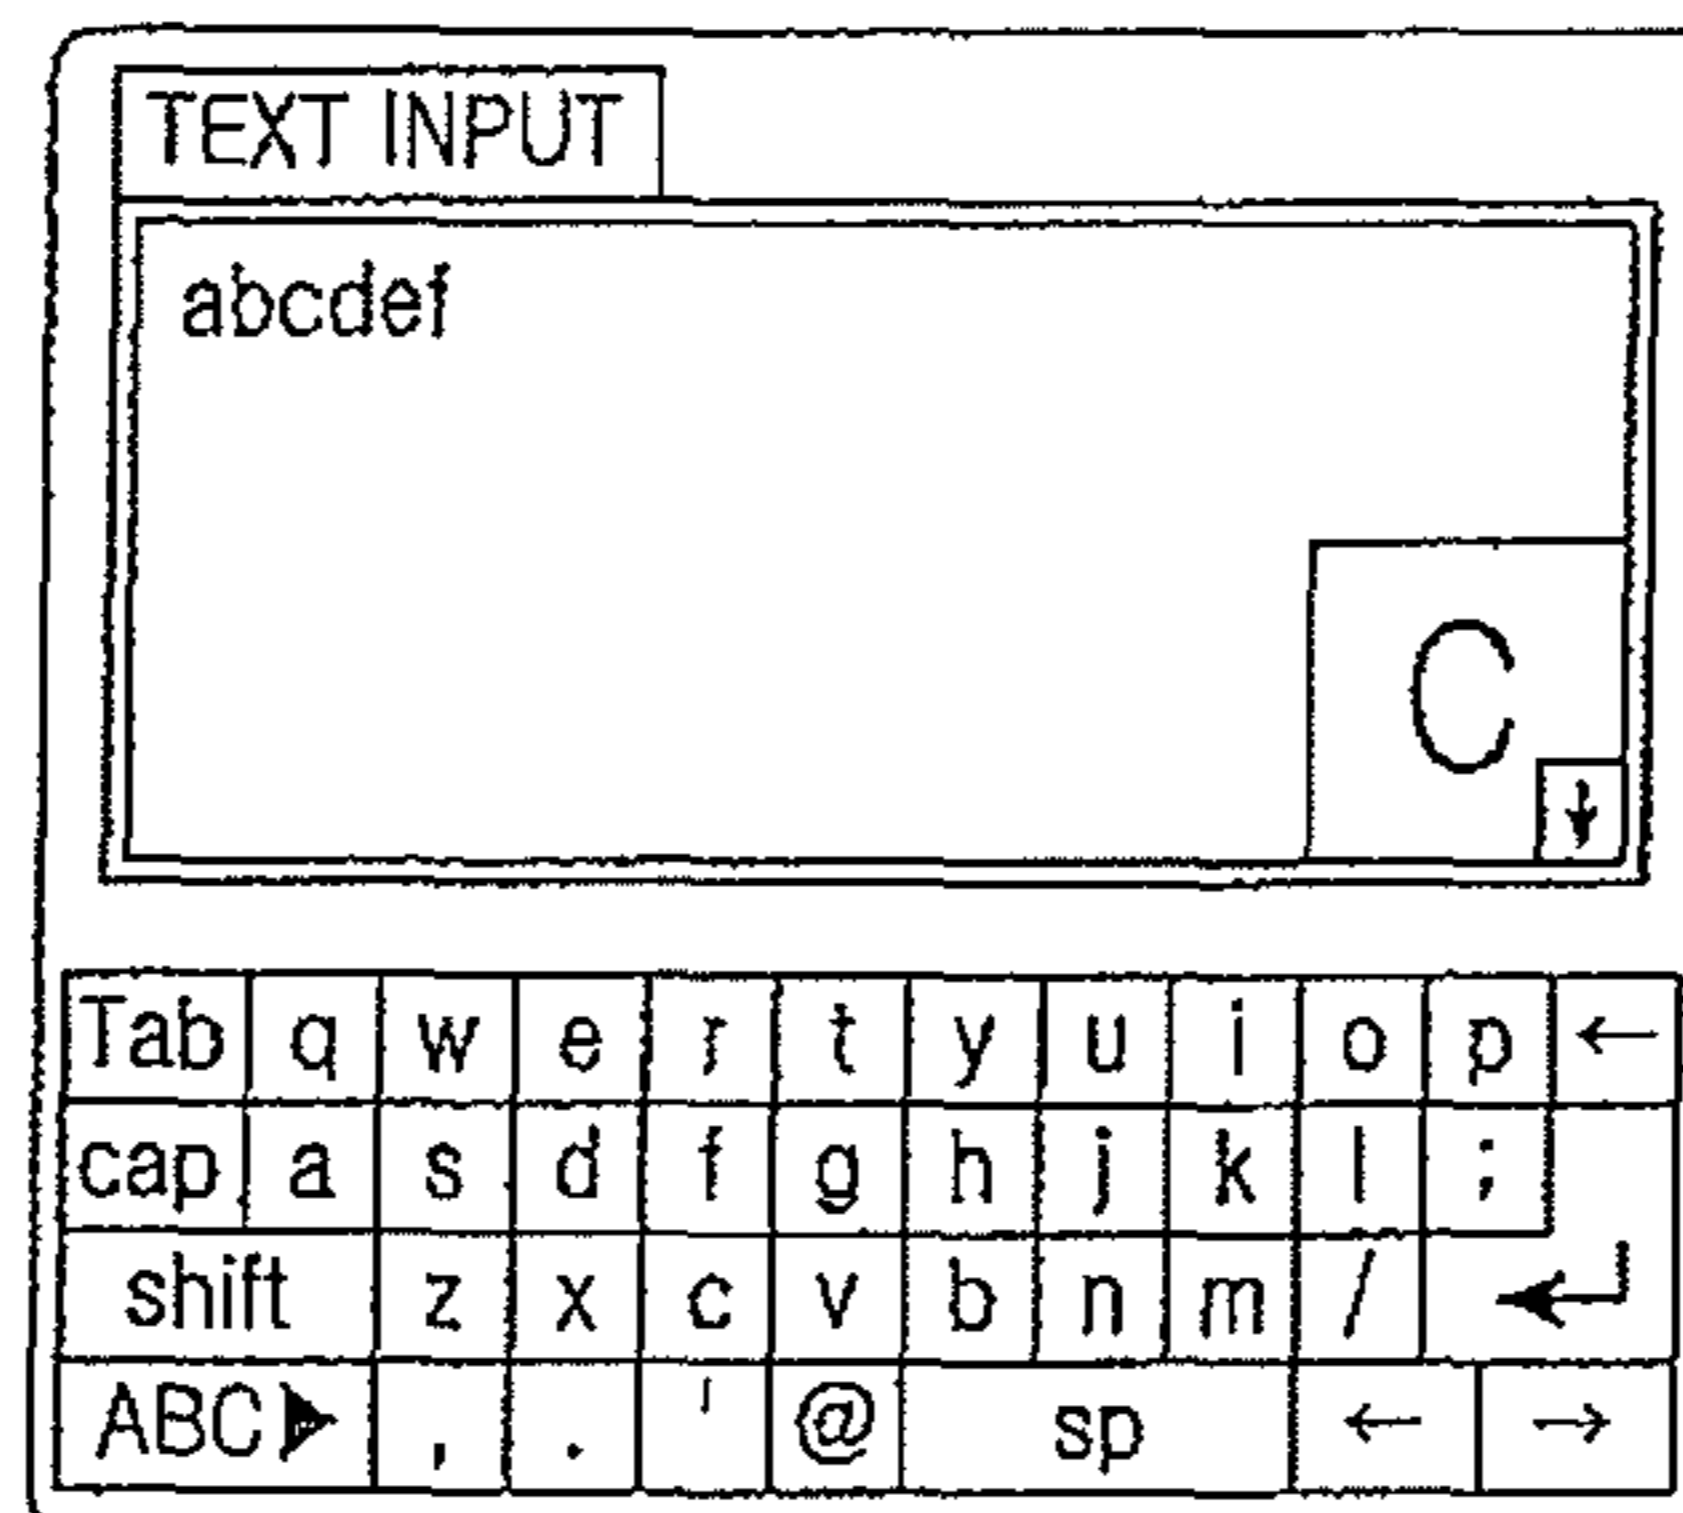 TEXT INPUT
abcdef
C
↓
Tab q w e r t y u i o p ←
cap a s d f g h j k l ;
shift z x c v b n m /
ABC▶ , . ' @ sp ← →